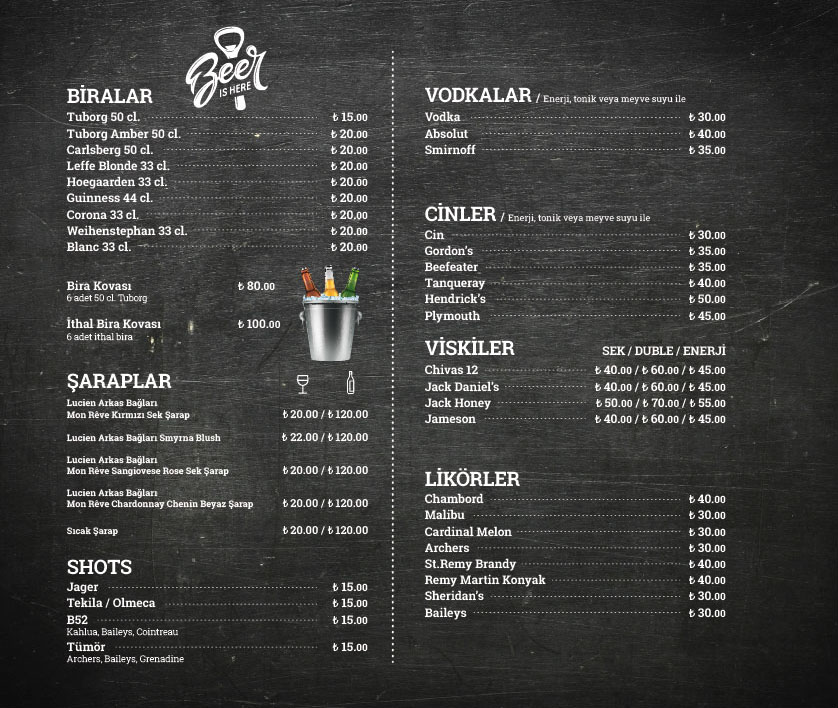 Beer
IS HERE
BİRALAR
Tuborg 50 cl. ₺ 15.00
Tuborg Amber 50 cl. ₺ 20.00
Carlsberg 50 cl. ₺ 20.00
Leffe Blonde 33 cl. ₺ 20.00
Hoegaarden 33 cl. ₺ 20.00
Guinness 44 cl. ₺ 20.00
Corona 33 cl. ₺ 20.00
Weihenstephan 33 cl. ₺ 20.00
Blanc 33 cl. ₺ 20.00
Bira Kovası ₺ 80.00
6 adet 50 cl. Tuborg
İthal Bira Kovası ₺ 100.00
6 adet ithal bira
ŞARAPLAR
Lucien Arkas Bağları
Mon Rêve Kırmızı Sek Şarap ₺ 20.00 / ₺ 120.00
Lucien Arkas Bağları Smyrna Blush ₺ 22.00 / ₺ 120.00
Lucien Arkas Bağları
Mon Rêve Sangiovese Rose Sek Şarap ₺ 20.00 / ₺ 120.00
Lucien Arkas Bağları
Mon Rêve Chardonnay Chenin Beyaz Şarap ₺ 20.00 / ₺ 120.00
Sıcak Şarap ₺ 20.00 / ₺ 120.00
SHOTS
Jager ₺ 15.00
Tekila / Olmeca ₺ 15.00
B52 ₺ 15.00
Kahlua, Baileys, Cointreau
Tümör ₺ 15.00
Archers, Baileys, Grenadine
VODKALAR / Enerji, tonik veya meyve suyu ile
Vodka ₺ 30.00
Absolut ₺ 40.00
Smirnoff ₺ 35.00
CİNLER / Enerji, tonik veya meyve suyu ile
Cin ₺ 30.00
Gordon's ₺ 35.00
Beefeater ₺ 35.00
Tanqueray ₺ 40.00
Hendrick's ₺ 50.00
Plymouth ₺ 45.00
VİSKİLER SEK / DUBLE / ENERJİ
Chivas 12 ₺ 40.00 / ₺ 60.00 / ₺ 45.00
Jack Daniel's ₺ 40.00 / ₺ 60.00 / ₺ 45.00
Jack Honey ₺ 50.00 / ₺ 70.00 / ₺ 55.00
Jameson ₺ 40.00 / ₺ 60.00 / ₺ 45.00
LİKÖRLER
Chambord ₺ 40.00
Malibu ₺ 30.00
Cardinal Melon ₺ 30.00
Archers ₺ 30.00
St.Remy Brandy ₺ 40.00
Remy Martin Konyak ₺ 40.00
Sheridan's ₺ 30.00
Baileys ₺ 30.00